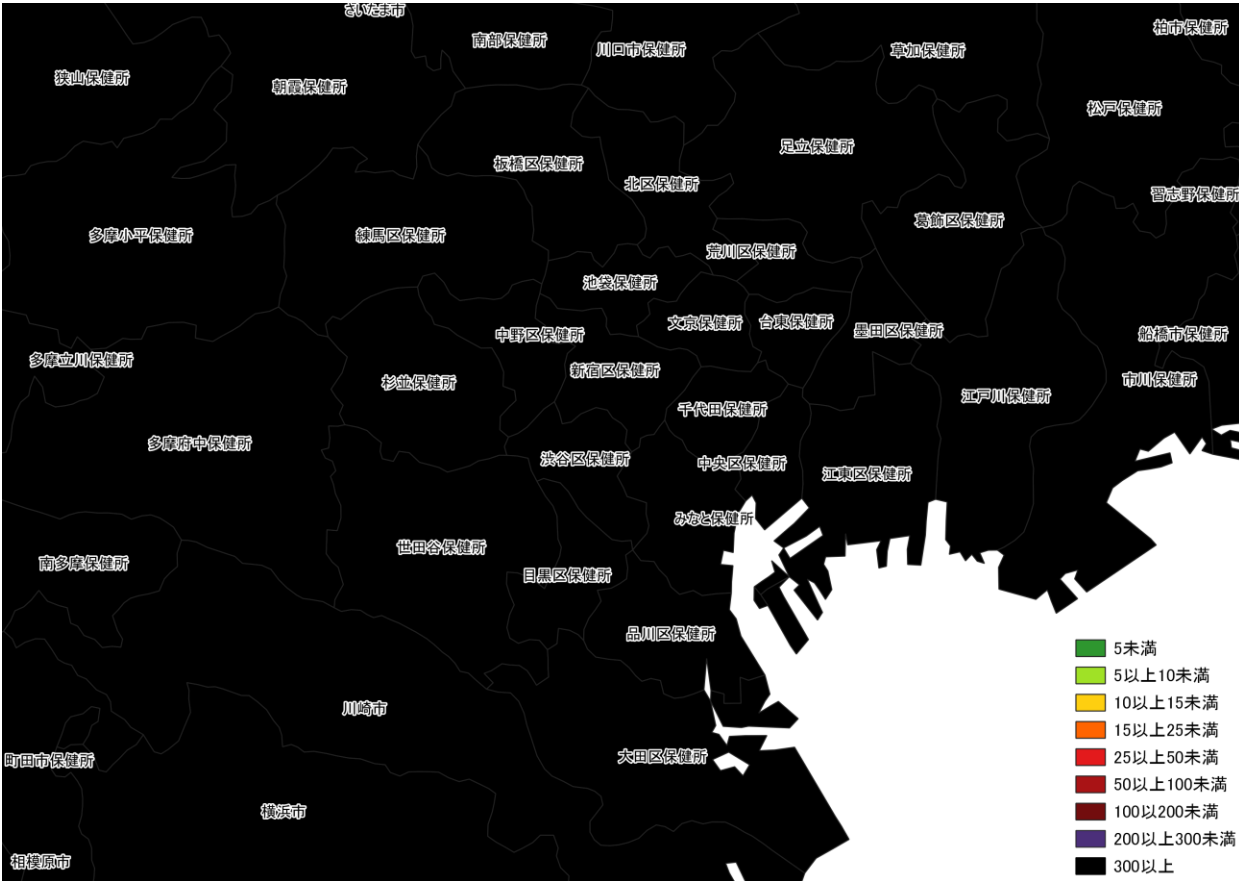 さいたま市
柏市保健所
南部保健所
川口市保健所
草加保健所
狭山保健所
朝霞保健所
松戸保健所
足立保健所
板橋区保健所
北区保健所
習志野保健所
葛飾区保健所
多摩小平保健所
練馬区保健所
荒川区保健所
池袋保健所
文京保健所
台東保健所
墨田区保健所
中野区保健所
船橋市保健所
多摩立川保健所
新宿区保健所
杉並保健所
市川保健所
江戸川保健所
千代田保健所
多摩府中保健所
渋谷区保健所
中央区保健所
江東区保健所
みなと保健所
世田谷保健所
南多摩保健所
目黒区保健所
品川区保健所
川崎市
大田区保健所
町田市保健所
横浜市
相模原市
5未満
5以上10未満
10以上15未満
15以上25未満
25以上50未満
50以上100未満
100以200未満
200以上300未満
300以上